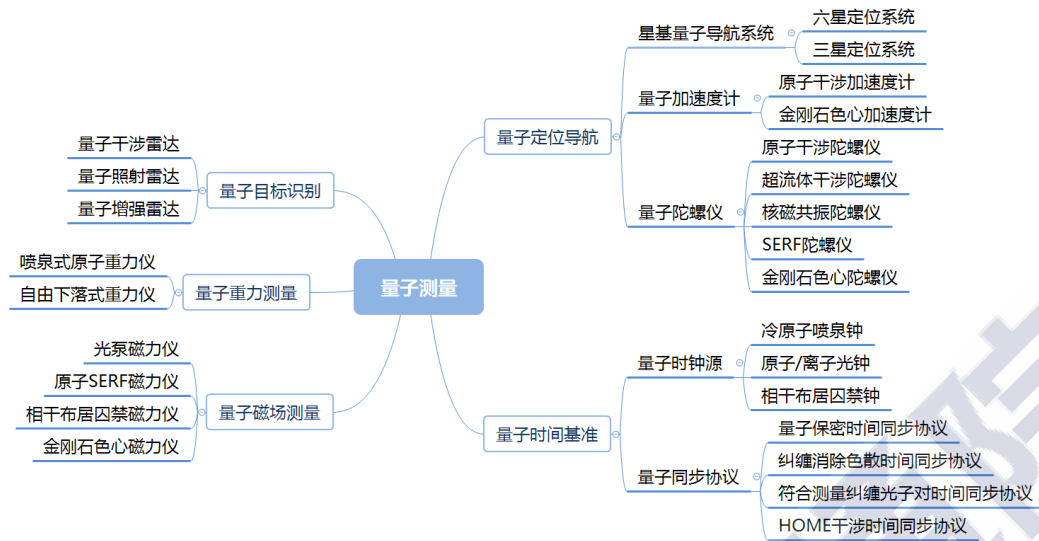 量子测量
量子定位导航
星基量子导航系统
六星定位系统
三星定位系统
量子加速度计
原子干涉加速度计
金刚石色心加速度计
量子陀螺仪
原子干涉陀螺仪
超流体干涉陀螺仪
核磁共振陀螺仪
SERF陀螺仪
金刚石色心陀螺仪
量子时间基准
量子时钟源
冷原子喷泉钟
原子/离子光钟
相干布居囚禁钟
量子同步协议
量子保密时间同步协议
纠缠消除色散时间同步协议
符合测量纠缠光子对时间同步协议
HOME干涉时间同步协议
量子目标识别
量子干涉雷达
量子照射雷达
量子增强雷达
量子重力测量
喷泉式原子重力仪
自由下落式重力仪
量子磁场测量
光泵磁力仪
原子SERF磁力仪
相干布居囚禁磁力仪
金刚石色心磁力仪